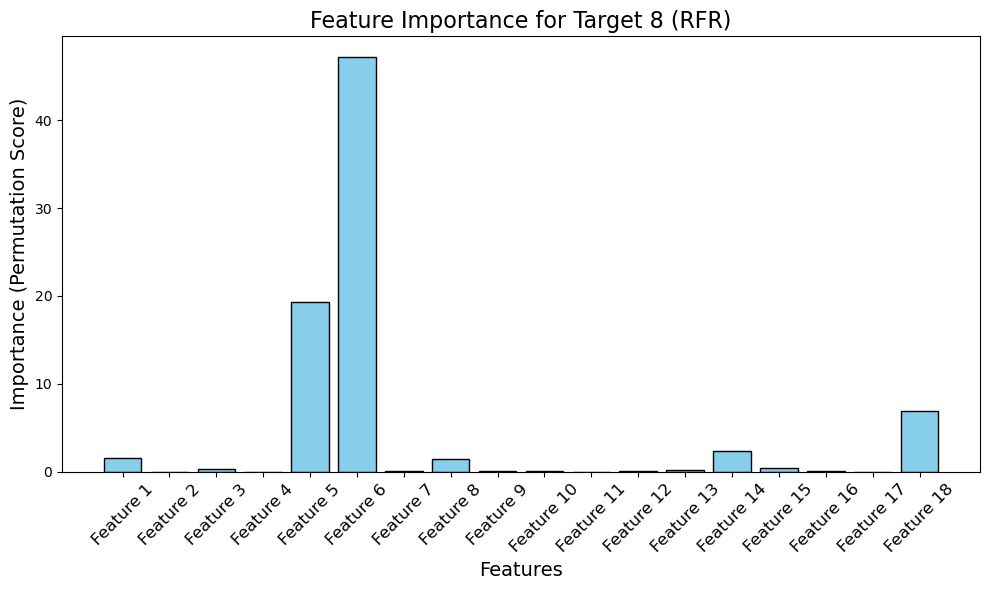 Feature Importance for Target 8 (RFR)
Importance (Permutation Score)
40
30
20
10
0
Feature 1
Feature 2
Feature 3
Feature 4
Feature 5
Feature 6
Feature 7
Feature 8
Feature 9
Feature 10
Feature 11
Feature 12
Feature 13
Feature 14
Feature 15
Feature 16
Feature 17
Feature 18
Features